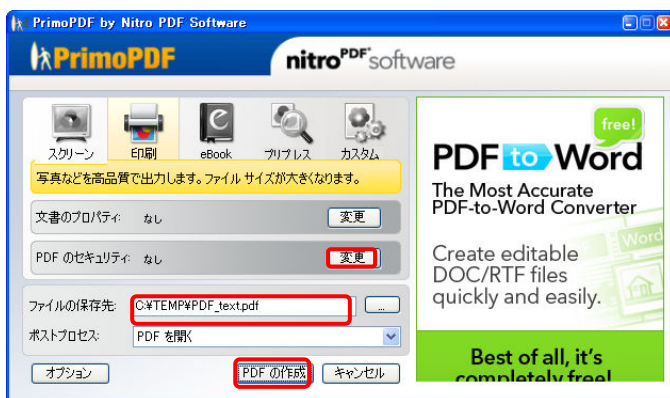 PrimoPDF by Nitro PDF Software
PrimoPDF
nitroPDF®software
スクリーン 印刷 eBook プリプレス カスタム
写真などを高品質で出力します。ファイル サイズが大きくなります。
文書のプロパティ: なし 変更
PDF のセキュリティ: なし 変更
ファイルの保存先: C:¥TEMP¥PDF_text.pdf ...
ポストプロセス: PDF を開く
オプション PDF の作成 キャンセル
free!
PDF to Word
The Most Accurate
PDF-to-Word Converter
Word
Create editable
DOC/RTF files
quickly and easily.
Best of all, it's
completely free!